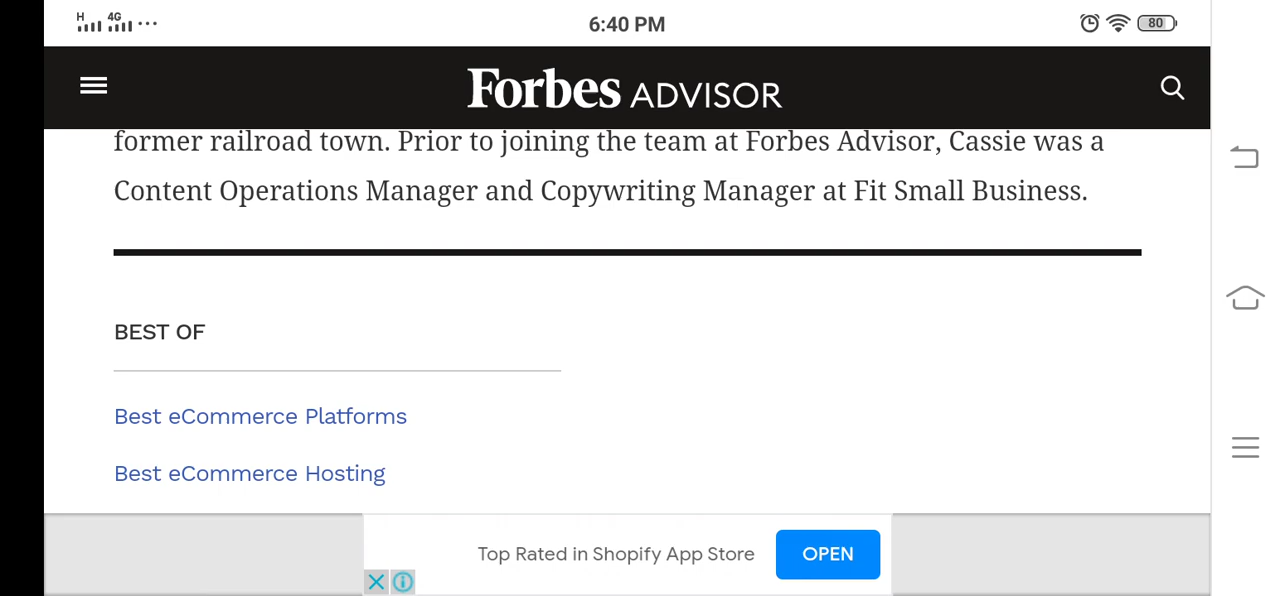 H 4G 6:40 PM 80
Forbes ADVISOR
former railroad town. Prior to joining the team at Forbes Advisor, Cassie was a
Content Operations Manager and Copywriting Manager at Fit Small Business.
BEST OF
Best eCommerce Platforms
Best eCommerce Hosting
Top Rated in Shopify App Store OPEN